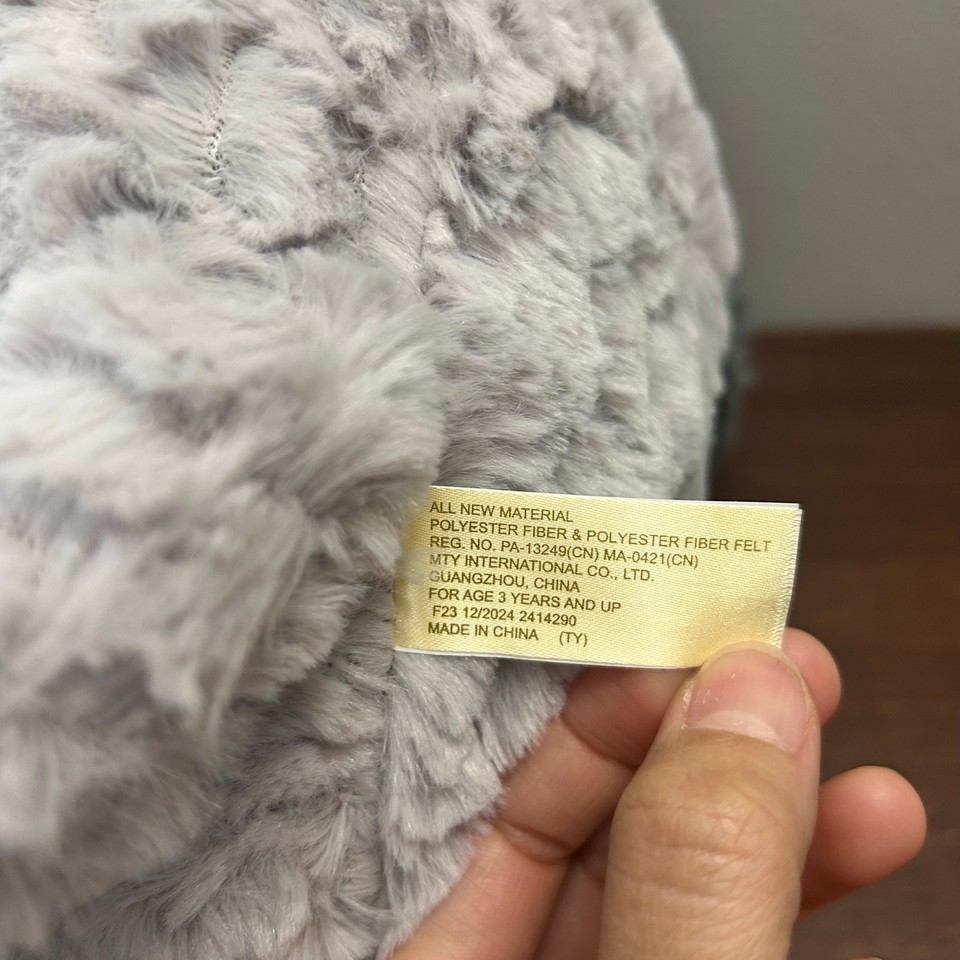 ALL NEW MATERIAL
POLYESTER FIBER & POLYESTER FIBER FELT
REG. NO. PA-13249(CN) MA-0421(CN)
MTY INTERNATIONAL CO., LTD.
GUANGZHOU, CHINA
FOR AGE 3 YEARS AND UP
F23 12/2024 2414290
MADE IN CHINA (TY)